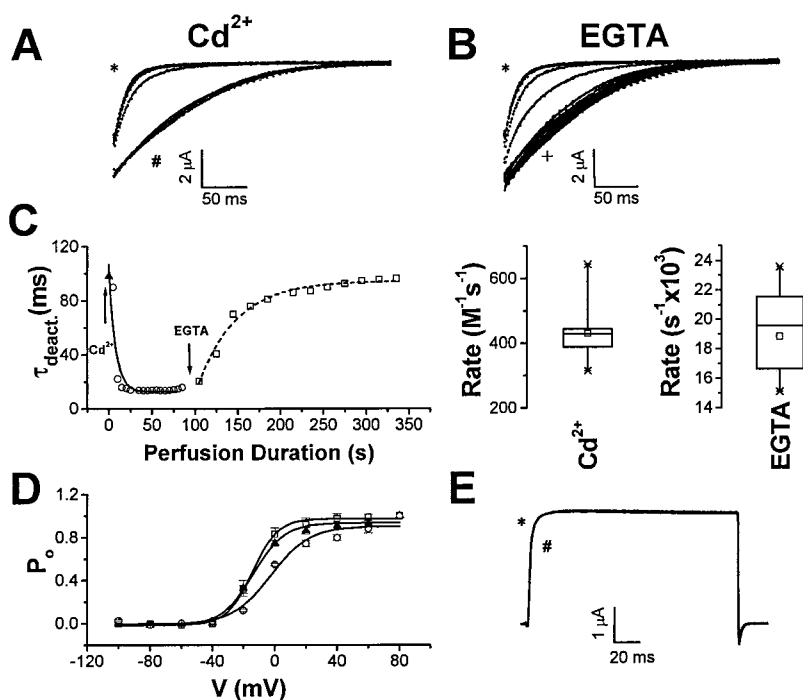 A
Cd²⁺
*
#
2 µA
50 ms
B
EGTA
*
+
2 µA
50 ms
C
τdeact. (ms)
120
80
40
0
Cd²⁺
EGTA
0 50 100 150 200 250 300 350
Perfusion Duration (s)
Rate (M⁻¹s⁻¹)
600
400
200
Cd²⁺
Rate (s⁻¹x10³)
24
22
20
18
16
14
EGTA
D
Pₒ
1.2
0.8
0.4
0.0
-120 -80 -40 0 40 80
V (mV)
E
*
#
1 µA
20 ms